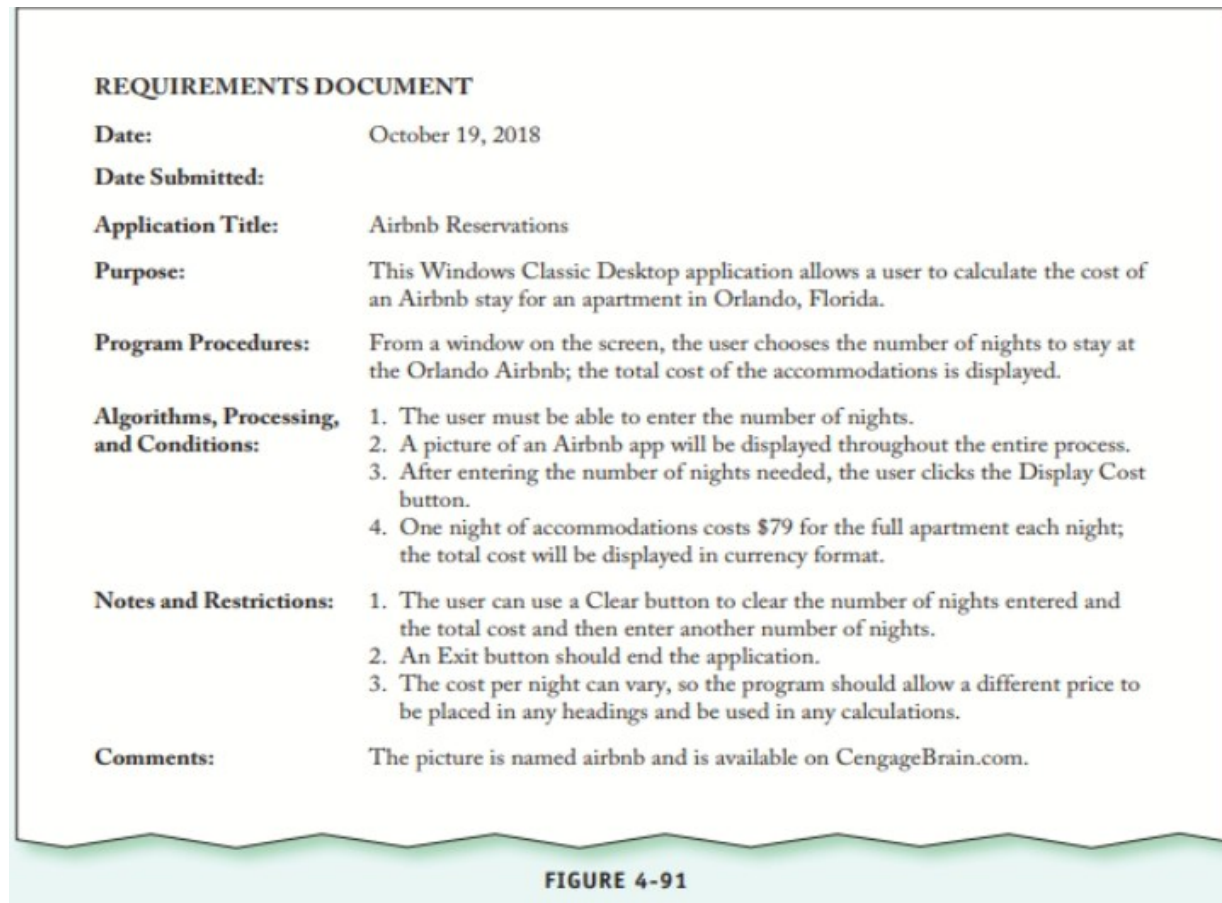 REQUIREMENTS DOCUMENT
Date: October 19, 2018
Date Submitted:
Application Title: Airbnb Reservations
Purpose: This Windows Classic Desktop application allows a user to calculate the cost of
an Airbnb stay for an apartment in Orlando, Florida.
Program Procedures: From a window on the screen, the user chooses the number of nights to stay at
the Orlando Airbnb; the total cost of the accommodations is displayed.
Algorithms, Processing, 1. The user must be able to enter the number of nights.
and Conditions: 2. A picture of an Airbnb app will be displayed throughout the entire process.
3. After entering the number of nights needed, the user clicks the Display Cost
button.
4. One night of accommodations costs $79 for the full apartment each night;
the total cost will be displayed in currency format.
Notes and Restrictions: 1. The user can use a Clear button to clear the number of nights entered and
the total cost and then enter another number of nights.
2. An Exit button should end the application.
3. The cost per night can vary, so the program should allow a different price to
be placed in any headings and be used in any calculations.
Comments: The picture is named airbnb and is available on CengageBrain.com.
FIGURE 4-91